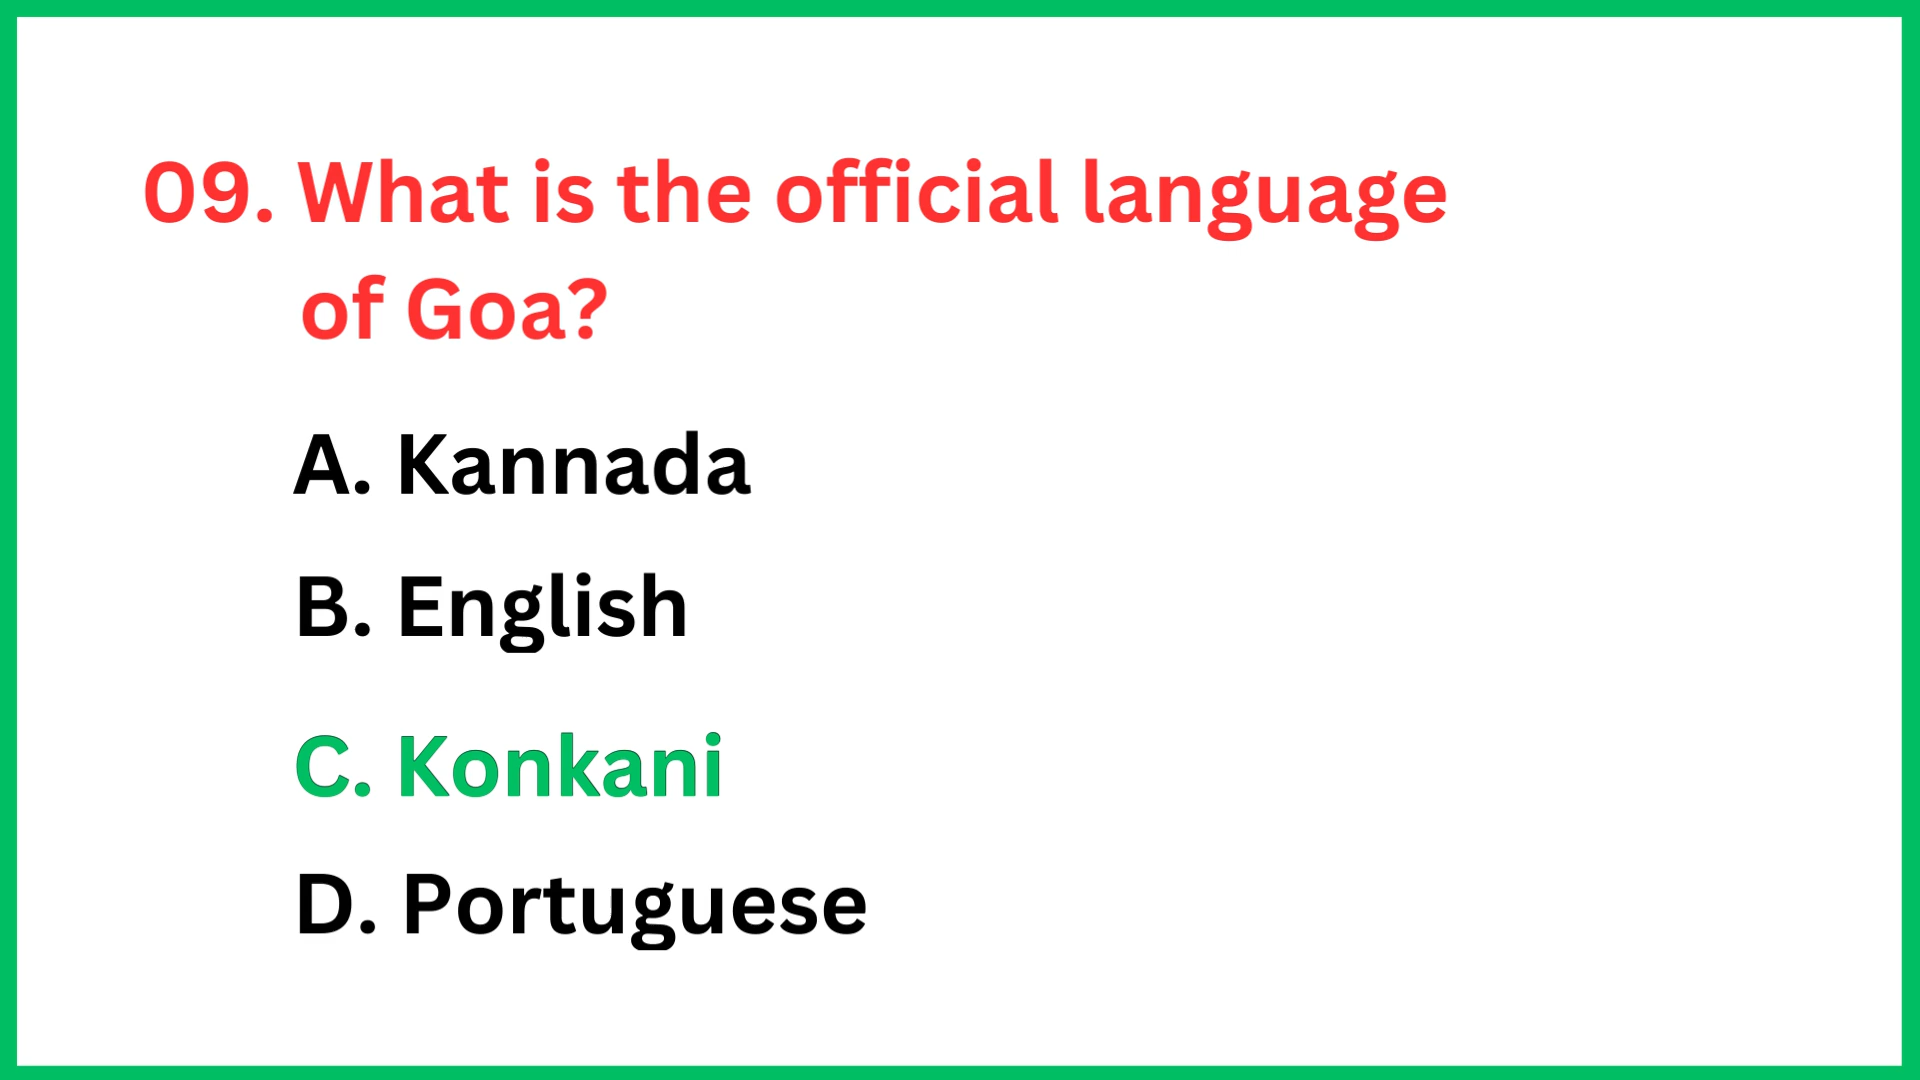 09. What is the official language
of Goa?
A. Kannada
B. English
C. Konkani
D. Portuguese